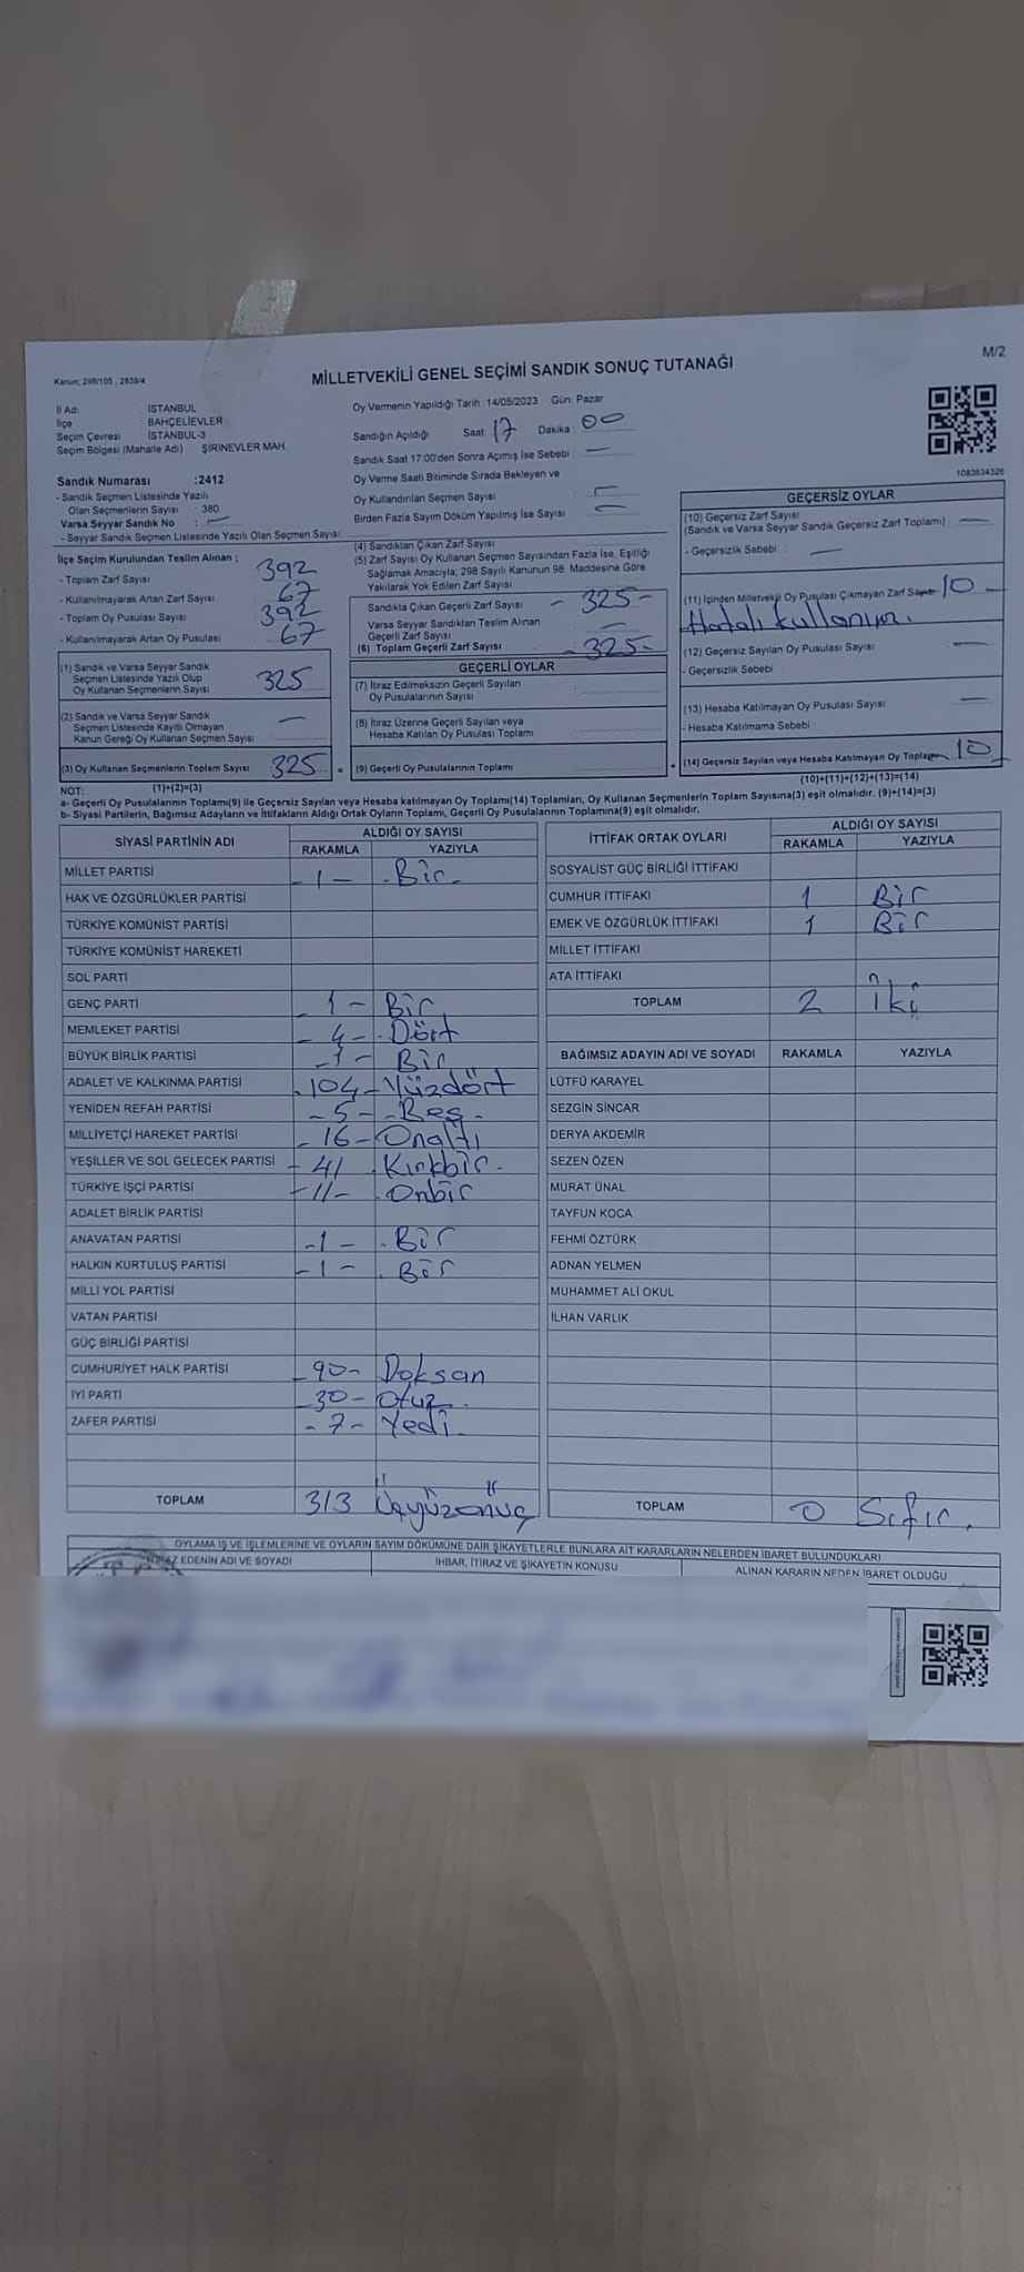 M/2
Kanun; 298/105 , 2839/4
MİLLETVEKİLİ GENEL SEÇİMİ SANDIK SONUÇ TUTANAĞI
İl Adı: İSTANBUL
İlçe BAHÇELİEVLER
Seçim Çevresi İSTANBUL-3
Seçim Bölgesi (Mahalle Adı) ŞİRİNEVLER MAH.
Sandık Numarası :2412
- Sandık Seçmen Listesinde Yazılı
Olan Seçmenlerin Sayısı : 380
Varsa Seyyar Sandık No : —
- Seyyar Sandık Seçmen Listesinde Yazılı Olan Seçmen Sayısı
Oy Vermenin Yapıldığı Tarih :14/05/2023 Gün: Pazar
Sandığın Açıldığı Saat: 17 Dakika : 00
Sandık Saat 17:00'den Sonra Açılmış İse Sebebi : —
Oy Verme Saati Bitiminde Sırada Bekleyen ve
Oy Kullandırılan Seçmen Sayısı —
Birden Fazla Sayım Döküm Yapılmış İse Sayısı —
1083634326
İlçe Seçim Kurulundan Teslim Alınan :
- Toplam Zarf Sayısı 392
- Kullanılmayarak Artan Zarf Sayısı 67
- Toplam Oy Pusulası Sayısı 392
- Kullanılmayarak Artan Oy Pusulası 67
(1) Sandık ve Varsa Seyyar Sandık
Seçmen Listesinde Yazılı Olup
Oy Kullanan Seçmenlerin Sayısı 325
(2) Sandık ve Varsa Seyyar Sandık
Seçmen Listesinde Kayıtlı Olmayan
Kanun Gereği Oy Kullanan Seçmen Sayısı —
(3) Oy Kullanan Seçmenlerin Toplam Sayısı 325
(1)+(2)=(3)
(4) Sandıktan Çıkan Zarf Sayısı
(5) Zarf Sayısı Oy Kullanan Seçmen Sayısından Fazla İse, Eşitliği
Sağlamak Amacıyla; 298 Sayılı Kanunun 98. Maddesine Göre
Yakılarak Yok Edilen Zarf Sayısı
Sandıkta Çıkan Geçerli Zarf Sayısı - 325 -
Varsa Seyyar Sandıktan Teslim Alınan
Geçerli Zarf Sayısı —
(6) Toplam Geçerli Zarf Sayısı - 325 -
GEÇERLİ OYLAR
(7) İtiraz Edilmeksizin Geçerli Sayılan
Oy Pusulalarının Sayısı
(8) İtiraz Üzerine Geçerli Sayılan veya
Hesaba Katılan Oy Pusulası Toplamı
= (9) Geçerli Oy Pusulalarının Toplamı
GEÇERSİZ OYLAR
(10) Geçersiz Zarf Sayısı
(Sandık ve Varsa Seyyar Sandık Geçersiz Zarf Toplamı) —
- Geçersizlik Sebebi : —
(11) İçinden Milletvekili Oy Pusulası Çıkmayan Zarf Sayısı 10 -
Hatalı kullanım.
(12) Geçersiz Sayılan Oy Pusulası Sayısı —
- Geçersizlik Sebebi
(13) Hesaba Katılmayan Oy Pusulası Sayısı —
- Hesaba Katılmama Sebebi :
+ (14) Geçersiz Sayılan veya Hesaba Katılmayan Oy Toplamı 10
(10)+(11)+(12)+(13)=(14)
NOT:
a- Geçerli Oy Pusulalarının Toplamı(9) ile Geçersiz Sayılan veya Hesaba katılmayan Oy Toplamı(14) Toplamları, Oy Kullanan Seçmenlerin Toplam Sayısına(3) eşit olmalıdır. (9)+(14)=(3)
b- Siyasi Partilerin, Bağımsız Adayların ve İttifakların Aldığı Ortak Oyların Toplamı, Geçerli Oy Pusulalarının Toplamına(9) eşit olmalıdır.
SİYASİ PARTİNİN ADI ALDIĞI OY SAYISI
RAKAMLA YAZIYLA
MİLLET PARTİSİ -1- Bir
HAK VE ÖZGÜRLÜKLER PARTİSİ
TÜRKİYE KOMÜNİST PARTİSİ
TÜRKİYE KOMÜNİST HAREKETİ
SOL PARTİ
GENÇ PARTİ -1- Bir
MEMLEKET PARTİSİ -4- Dört
BÜYÜK BİRLİK PARTİSİ -1- Bir
ADALET VE KALKINMA PARTİSİ -104- Yüzdört
YENİDEN REFAH PARTİSİ -5- Beş
MİLLİYETÇİ HAREKET PARTİSİ -16- Onaltı
YEŞİLLER VE SOL GELECEK PARTİSİ -41 Kırkbir
TÜRKİYE İŞÇİ PARTİSİ -11- Onbir
ADALET BİRLİK PARTİSİ
ANAVATAN PARTİSİ -1- Bir
HALKIN KURTULUŞ PARTİSİ -1- Bir
MİLLİ YOL PARTİSİ
VATAN PARTİSİ
GÜÇ BİRLİĞİ PARTİSİ
CUMHURİYET HALK PARTİSİ -90- Doksan
İYİ PARTİ -30- Otuz
ZAFER PARTİSİ -7- Yedi
TOPLAM 313 Üçyüzonüç
İTTİFAK ORTAK OYLARI ALDIĞI OY SAYISI
RAKAMLA YAZIYLA
SOSYALİST GÜÇ BİRLİĞİ İTTİFAKI
CUMHUR İTTİFAKI 1 Bir
EMEK VE ÖZGÜRLÜK İTTİFAKI 1 Bir
MİLLET İTTİFAKI
ATA İTTİFAKI
TOPLAM 2 İki
BAĞIMSIZ ADAYIN ADI VE SOYADI RAKAMLA YAZIYLA
LÜTFÜ KARAYEL
SEZGİN SİNCAR
DERYA AKDEMİR
SEZEN ÖZEN
MURAT ÜNAL
TAYFUN KOCA
FEHMİ ÖZTÜRK
ADNAN YELMEN
MUHAMMET ALİ OKUL
İLHAN VARLIK
TOPLAM 0 Sıfır.
OYLAMA İŞ VE İŞLEMLERİNE VE OYLARIN SAYIM DÖKÜMÜNE DAİR ŞİKAYETLERLE BUNLARA AİT KARARLARIN NELERDEN İBARET BULUNDUKLARI
EDENİN ADI VE SOYADI İHBAR, İTİRAZ VE ŞİKAYETİN KONUSU ALINAN KARARIN NEDEN İBARET OLDUĞU